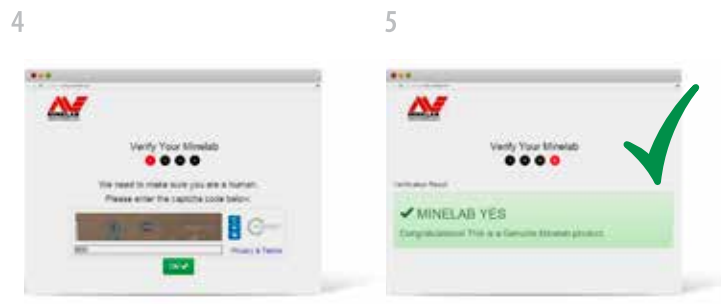 4
5
MINELAB
Verify Your Minelab
We need to make sure you are a human.
Please enter the captcha code below.
Privacy & Terms
OK
MINELAB
Verify Your Minelab
Verification Result
MINELAB YES
Congratulations! This is a Genuine Minelab product.